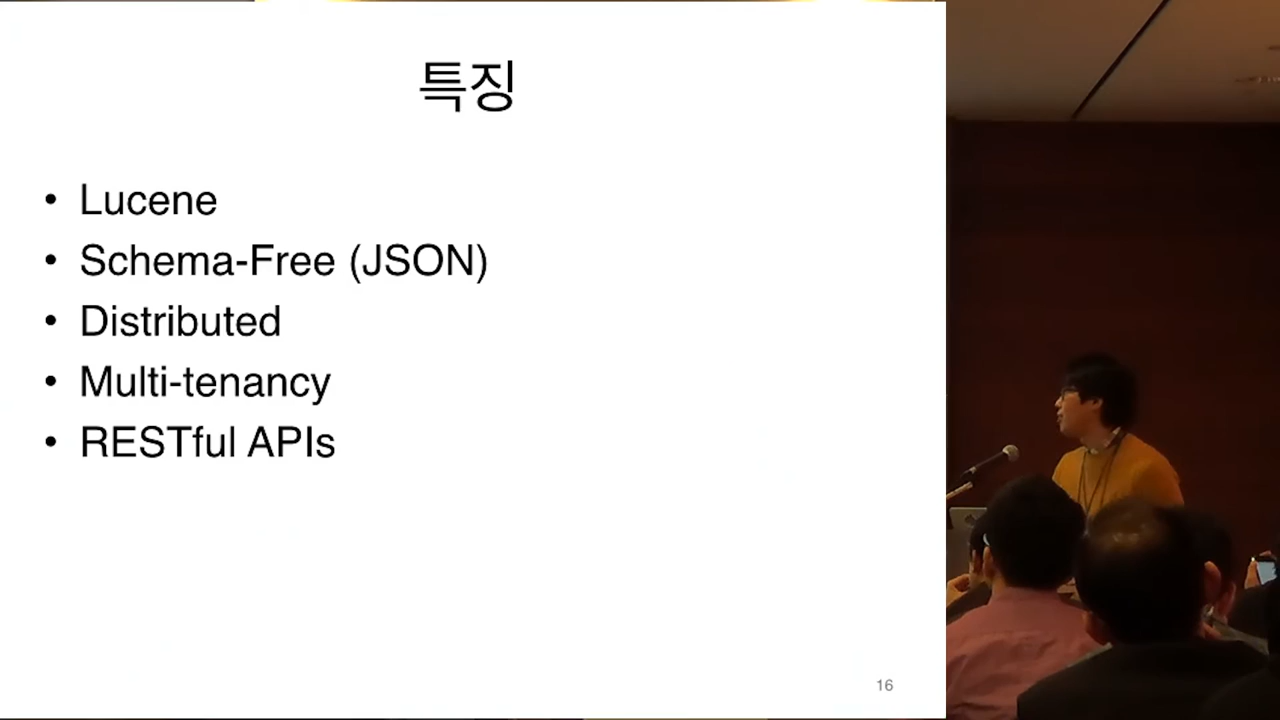 특징
• Lucene
• Schema-Free (JSON)
• Distributed
• Multi-tenancy
• RESTful APIs
16